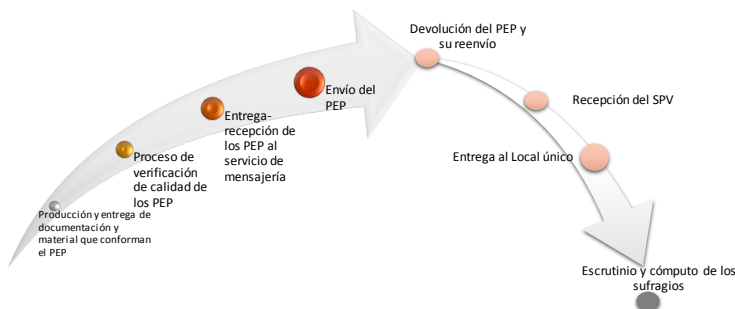 Producción y entrega de
documentación y
material que conforman
el PEP
Proceso de
verificación
de calidad de
los PEP
Entrega-
recepción de
los PEP al
servicio de
mensajería
Envío del
PEP
Devolución del PEP y
su reenvío
Recepción del SPV
Entrega al Local único
Escrutinio y cómputo de los
sufragios